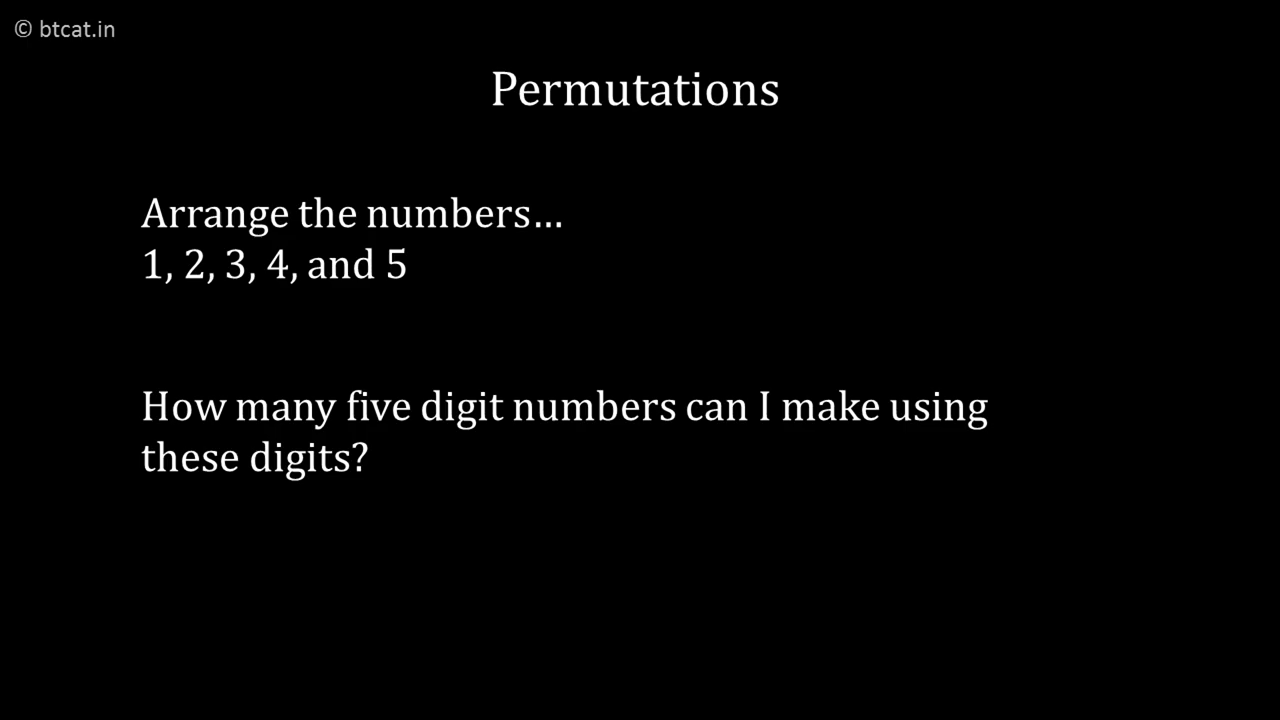 © btcat.in
Permutations
Arrange the numbers…
1, 2, 3, 4, and 5
How many five digit numbers can I make using
these digits?